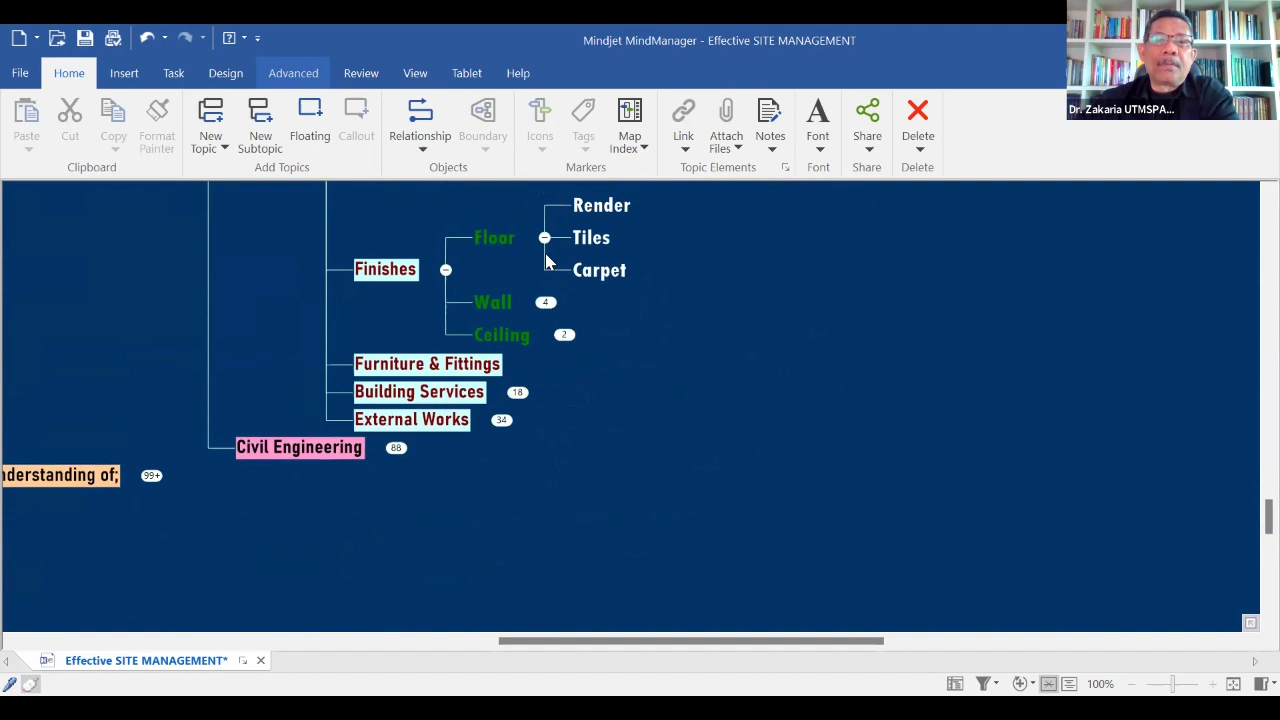 Mindjet MindManager - Effective SITE MANAGEMENT
File Home Insert Task Design Advanced Review View Tablet Help
Paste Cut Copy Format Painter New Topic New Subtopic Floating Callout Relationship Boundary Icons Tags Map Index Link Attach Files Notes Font Share Delete
Clipboard Add Topics Objects Markers Topic Elements Font Share Delete
Dr. Zakaria UTMSPA...
Render
Floor Tiles
Finishes Carpet
Wall 4
Ceiling 2
Furniture & Fittings
Building Services 18
External Works 34
Civil Engineering 88
nderstanding of; 99+
Effective SITE MANAGEMENT*
100%